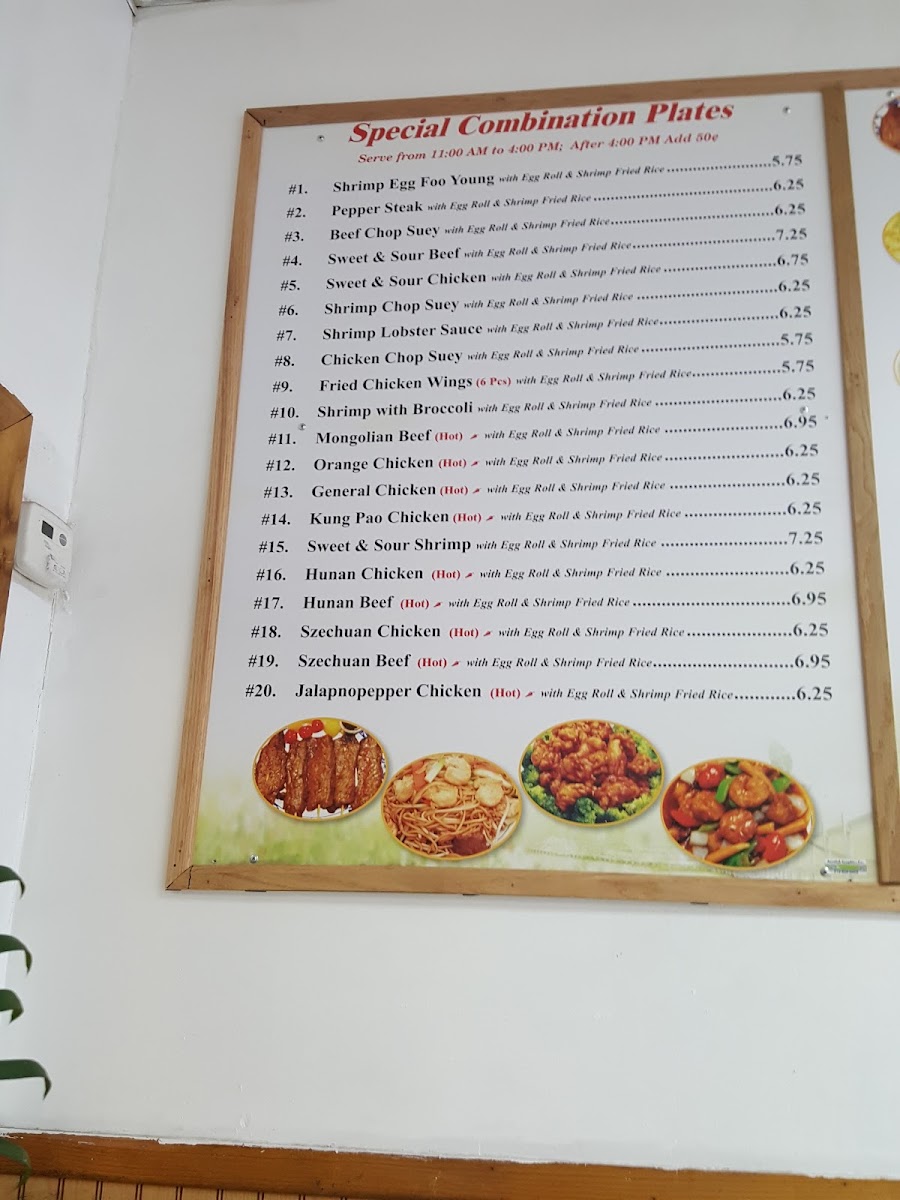 Special Combination Plates
Serve from 11:00 AM to 4:00 PM; After 4:00 PM Add 50¢
#1. Shrimp Egg Foo Young with Egg Roll & Shrimp Fried Rice ........................5.75
#2. Pepper Steak with Egg Roll & Shrimp Fried Rice ........................6.25
#3. Beef Chop Suey with Egg Roll & Shrimp Fried Rice........................6.25
#4. Sweet & Sour Beef with Egg Roll & Shrimp Fried Rice........................7.25
#5. Sweet & Sour Chicken with Egg Roll & Shrimp Fried Rice ........................6.75
#6. Shrimp Chop Suey with Egg Roll & Shrimp Fried Rice ........................6.25
#7. Shrimp Lobster Sauce with Egg Roll & Shrimp Fried Rice........................6.25
#8. Chicken Chop Suey with Egg Roll & Shrimp Fried Rice ........................5.75
#9. Fried Chicken Wings (6 Pcs) with Egg Roll & Shrimp Fried Rice........................5.75
#10. Shrimp with Broccoli with Egg Roll & Shrimp Fried Rice ........................6.25
#11. Mongolian Beef (Hot) with Egg Roll & Shrimp Fried Rice ........................6.95
#12. Orange Chicken (Hot) with Egg Roll & Shrimp Fried Rice ........................6.25
#13. General Chicken (Hot) with Egg Roll & Shrimp Fried Rice ........................6.25
#14. Kung Pao Chicken (Hot) with Egg Roll & Shrimp Fried Rice ........................6.25
#15. Sweet & Sour Shrimp with Egg Roll & Shrimp Fried Rice ........................7.25
#16. Hunan Chicken (Hot) with Egg Roll & Shrimp Fried Rice ........................6.25
#17. Hunan Beef (Hot) with Egg Roll & Shrimp Fried Rice ........................6.95
#18. Szechuan Chicken (Hot) with Egg Roll & Shrimp Fried Rice........................6.25
#19. Szechuan Beef (Hot) with Egg Roll & Shrimp Fried Rice........................6.95
#20. Jalapnopepper Chicken (Hot) with Egg Roll & Shrimp Fried Rice............6.25